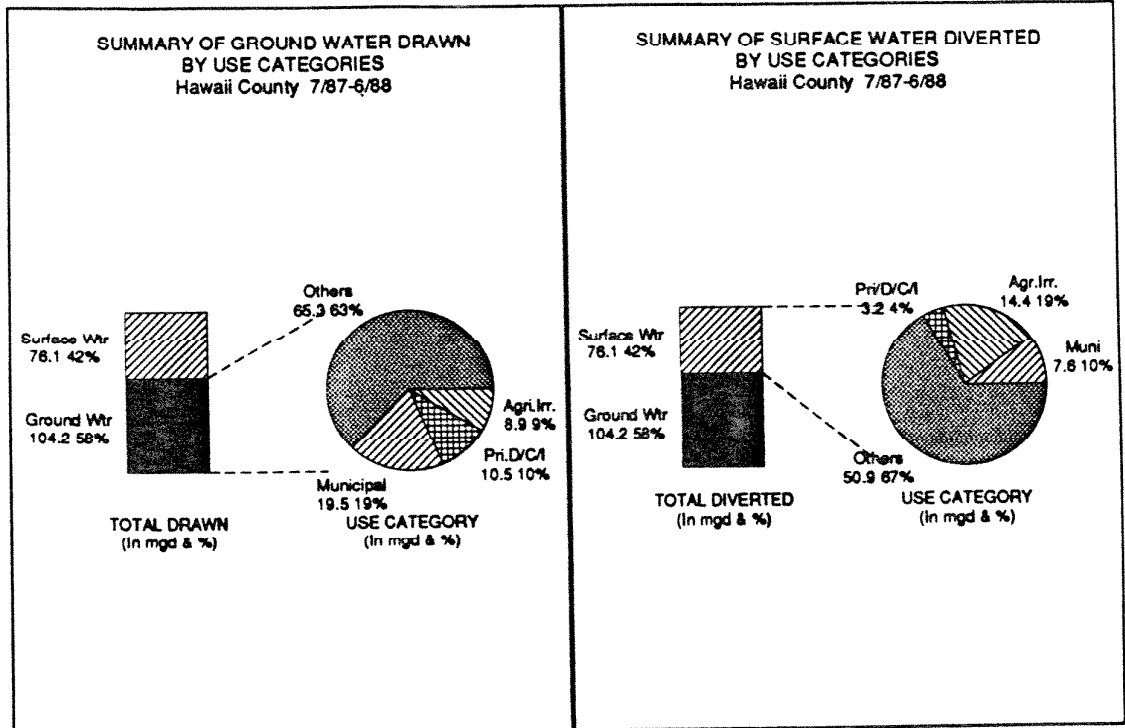 SUMMARY OF GROUND WATER DRAWN
BY USE CATEGORIES
Hawaii County 7/87-6/88
Others
65.3 63%
Surface Wtr
76.1 42%
Ground Wtr
104.2 58%
Agri.Irr.
8.9 9%
Pri.D/C/I
10.5 10%
Municipal
19.5 19%
TOTAL DRAWN
(In mgd & %)
USE CATEGORY
(In mgd & %)
SUMMARY OF SURFACE WATER DIVERTED
BY USE CATEGORIES
Hawaii County 7/87-6/88
Pri/D/C/I
3.2 4%
Agr.Irr.
14.4 19%
Surface Wtr
76.1 42%
Muni
7.6 10%
Ground Wtr
104.2 58%
Others
50.9 67%
TOTAL DIVERTED
(In mgd & %)
USE CATEGORY
(In mgd & %)